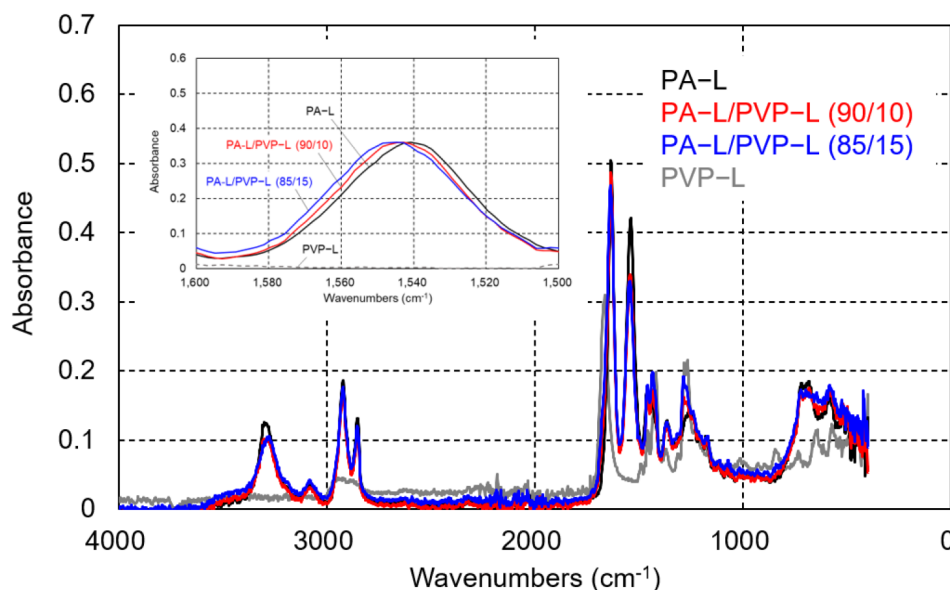 0.7
0.6
0.5
0.4
0.3
0.2
0.1
0
Absorbance
4000
3000
2000
1000
0
Wavenumbers (cm⁻¹)
PA−L
PA−L/PVP−L (90/10)
PA−L/PVP−L (85/15)
PVP−L
0.6
0.5
0.4
0.3
0.2
0.1
0
Absorbance
PA−L
PA-L/PVP−L (90/10)
PA-L/PVP−L (85/15)
PVP−L
1,600
1,580
1,560
1,540
1,520
1,500
Wavenumbers (cm⁻¹)